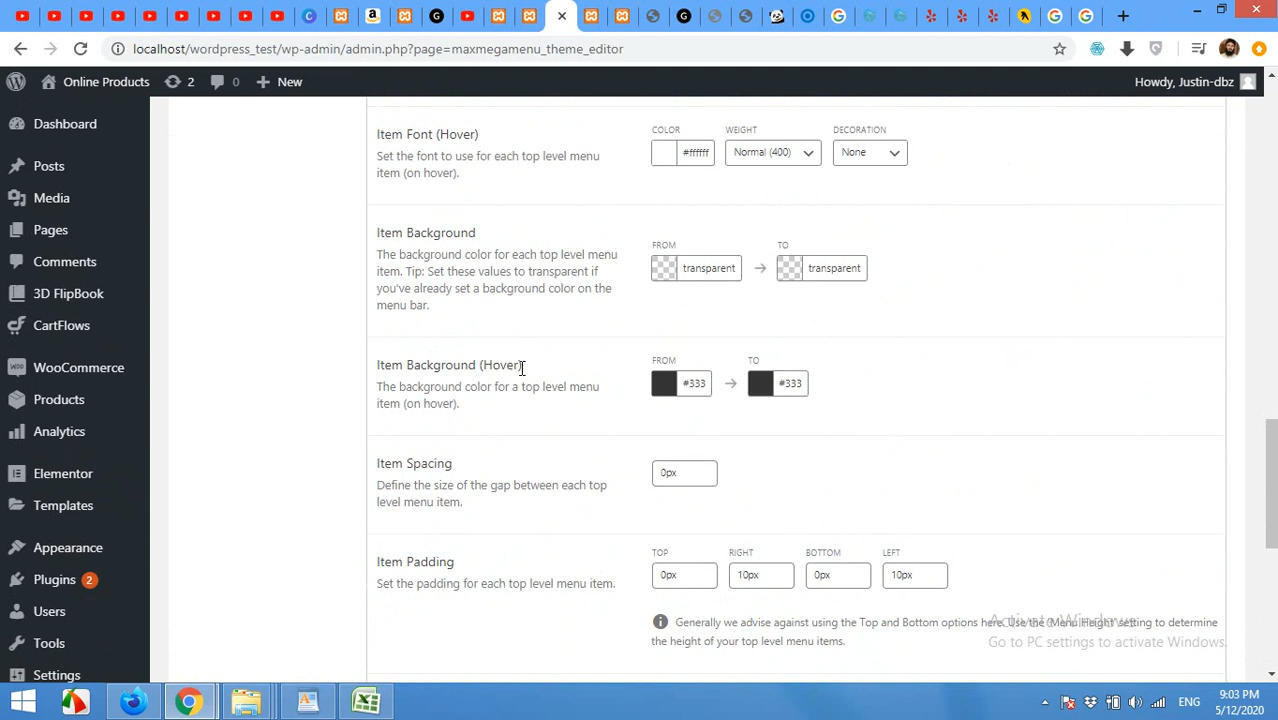 localhost/wordpress_test/wp-admin/admin.php?page=maxmegamenu_theme_editor
Online Products
2
0
New
Howdy, Justin-dbz
Dashboard
Posts
Media
Pages
Comments
3D FlipBook
CartFlows
WooCommerce
Products
Analytics
Elementor
Templates
Appearance
Plugins 2
Users
Tools
Settings
Item Font (Hover)
Set the font to use for each top level menu
item (on hover).
COLOR
#ffffff
WEIGHT
Normal (400)
DECORATION
None
Item Background
The background color for each top level menu
item. Tip: Set these values to transparent if
you've already set a background color on the
menu bar.
FROM
transparent
TO
transparent
Item Background (Hover)
The background color for a top level menu
item (on hover).
FROM
#333
TO
#333
Item Spacing
Define the size of the gap between each top
level menu item.
0px
Item Padding
Set the padding for each top level menu item.
TOP
0px
RIGHT
10px
BOTTOM
0px
LEFT
10px
Generally we advise against using the Top and Bottom options here. Use the 'Menu Height' setting to determine
the height of your top level menu items.
Activate Windows
Go to PC settings to activate Windows.
ENG
9:03 PM
5/12/2020